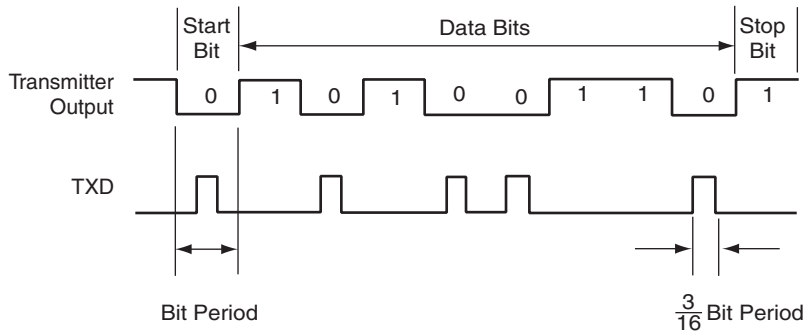 Start
Bit
Data Bits
Stop
Bit
Transmitter
Output
0 1 0 1 0 0 1 1 0 1
TXD
Bit Period
3/16 Bit Period